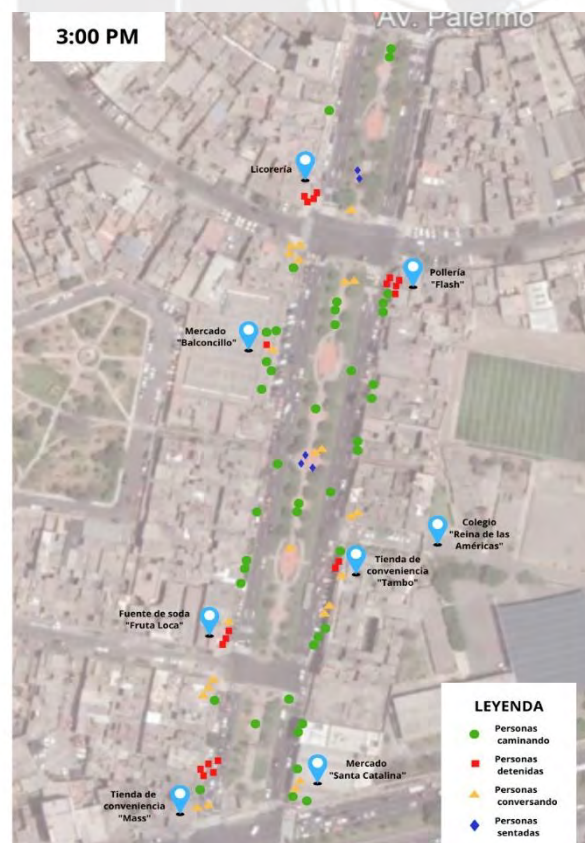 Av. Palermo
3:00 PM
Licorería
Pollería
"Flash"
Mercado
"Balconcillo"
Colegio
"Reina de las
Américas"
Tienda de
conveniencia
"Tambo"
Fuente de soda
"Fruta Loca"
Mercado
"Santa Catalina"
Tienda de
conveniencia
"Mass"
LEYENDA
Personas
caminando
Personas
detenidas
Personas
conversando
Personas
sentadas